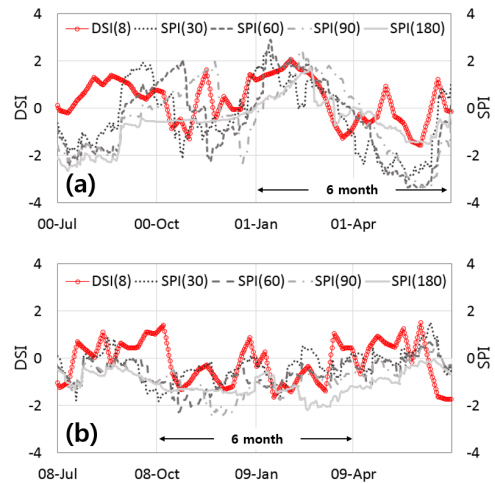 4 4
DSI(8) SPI(30) SPI(60) SPI(90) SPI(180)
2 2
DSI 0 0 SPI
-2 -2
(a) 6 month
-4 -4
00-Jul 00-Oct 01-Jan 01-Apr
4 4
DSI(8) SPI(30) SPI(60) SPI(90) SPI(180)
2 2
DSI 0 0 SPI
-2 -2
(b) 6 month
-4 -4
08-Jul 08-Oct 09-Jan 09-Apr